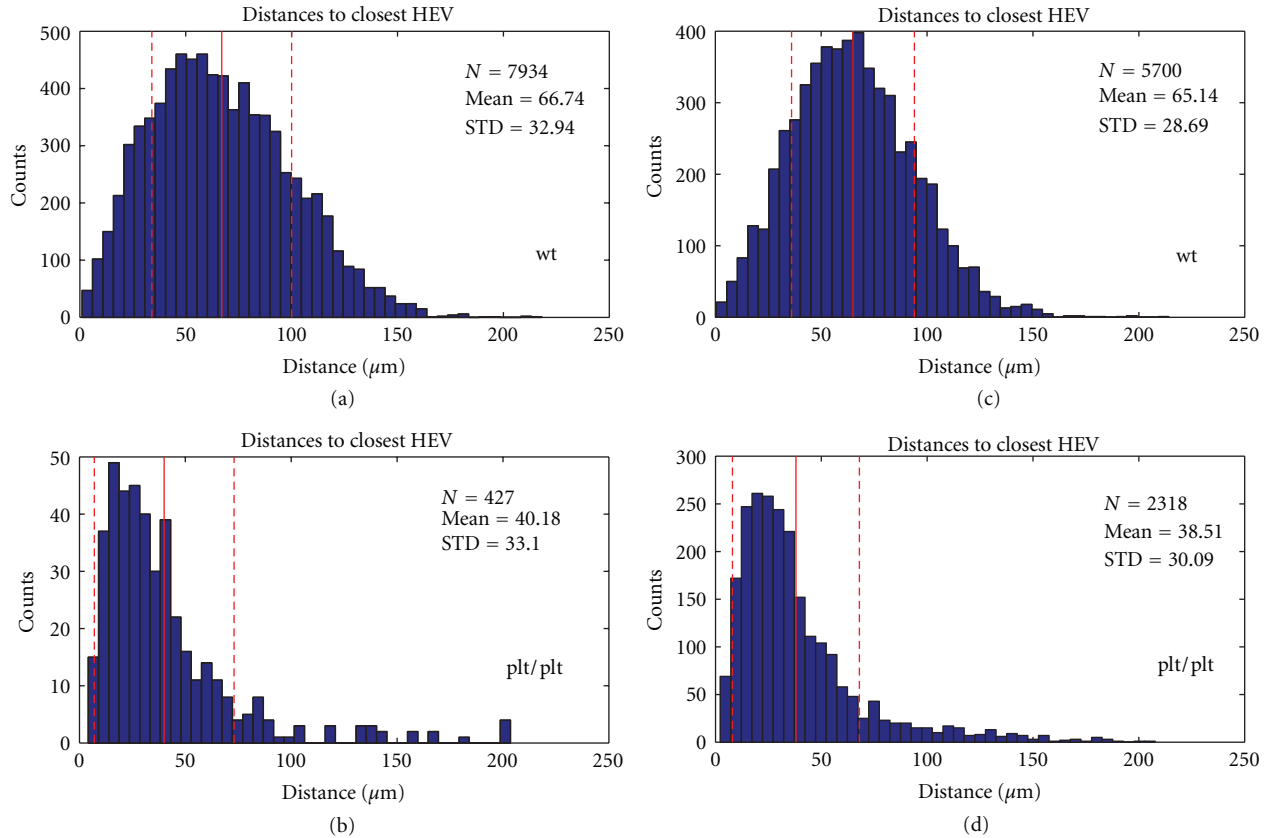 Distances to closest HEV
500
400
300
200
100
0
Counts
N = 7934
Mean = 66.74
STD = 32.94
wt
0 50 100 150 200 250
Distance (μm)
(a)
Distances to closest HEV
400
300
200
100
0
Counts
N = 5700
Mean = 65.14
STD = 28.69
wt
0 50 100 150 200 250
Distance (μm)
(c)
Distances to closest HEV
50
40
30
20
10
0
Counts
N = 427
Mean = 40.18
STD = 33.1
plt/plt
0 50 100 150 200 250
Distance (μm)
(b)
Distances to closest HEV
300
250
200
150
100
50
0
Counts
N = 2318
Mean = 38.51
STD = 30.09
plt/plt
0 50 100 150 200 250
Distance (μm)
(d)